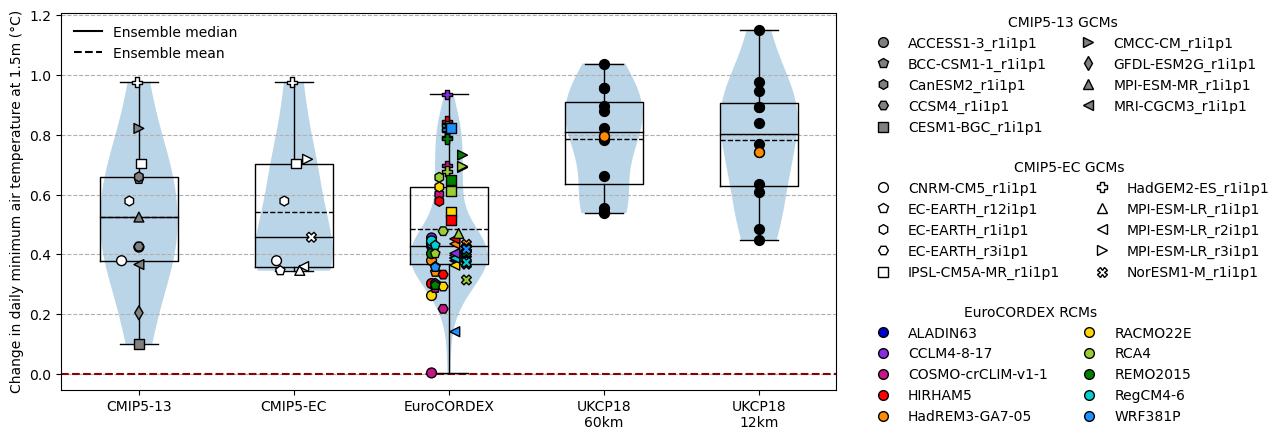 Change in daily minimum air temperature at 1.5m (°C)
1.2
1.0
0.8
0.6
0.4
0.2
0.0
Ensemble median
Ensemble mean
CMIP5-13
CMIP5-EC
EuroCORDEX
UKCP18
60km
UKCP18
12km
CMIP5-13 GCMs
ACCESS1-3_r1i1p1
BCC-CSM1-1_r1i1p1
CanESM2_r1i1p1
CCSM4_r1i1p1
CESM1-BGC_r1i1p1
CMCC-CM_r1i1p1
GFDL-ESM2G_r1i1p1
MPI-ESM-MR_r1i1p1
MRI-CGCM3_r1i1p1
CMIP5-EC GCMs
CNRM-CM5_r1i1p1
EC-EARTH_r12i1p1
EC-EARTH_r1i1p1
EC-EARTH_r3i1p1
IPSL-CM5A-MR_r1i1p1
HadGEM2-ES_r1i1p1
MPI-ESM-LR_r1i1p1
MPI-ESM-LR_r2i1p1
MPI-ESM-LR_r3i1p1
NorESM1-M_r1i1p1
EuroCORDEX RCMs
ALADIN63
CCLM4-8-17
COSMO-crCLIM-v1-1
HIRHAM5
HadREM3-GA7-05
RACMO22E
RCA4
REMO2015
RegCM4-6
WRF381P